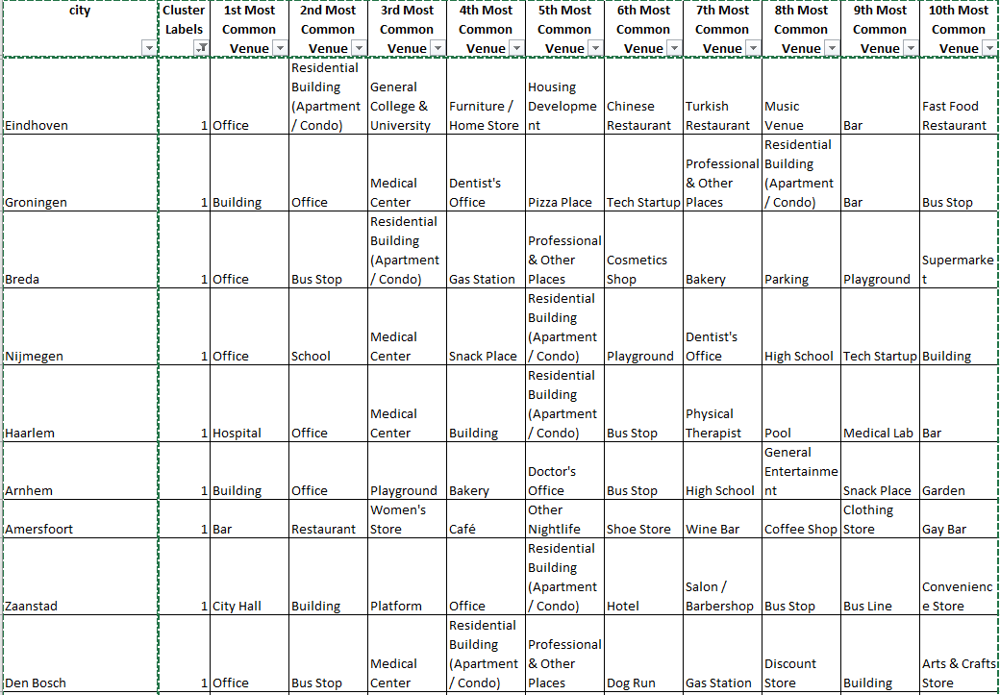 city | Cluster Labels | 1st Most Common Venue | 2nd Most Common Venue | 3rd Most Common Venue | 4th Most Common Venue | 5th Most Common Venue | 6th Most Common Venue | 7th Most Common Venue | 8th Most Common Venue | 9th Most Common Venue | 10th Most Common Venue
Eindhoven | 1 | Office | Residential Building (Apartment / Condo) | General College & University | Furniture / Home Store | Housing Development | Chinese Restaurant | Turkish Restaurant | Music Venue | Bar | Fast Food Restaurant
Groningen | 1 | Building | Office | Medical Center | Dentist's Office | Pizza Place | Tech Startup | Professional & Other Places | Residential Building (Apartment / Condo) | Bar | Bus Stop
Breda | 1 | Office | Bus Stop | Residential Building (Apartment / Condo) | Gas Station | Professional & Other Places | Cosmetics Shop | Bakery | Parking | Playground | Supermarket
Nijmegen | 1 | Office | School | Medical Center | Snack Place | Residential Building (Apartment / Condo) | Playground | Dentist's Office | High School | Tech Startup | Building
Haarlem | 1 | Hospital | Office | Medical Center | Building | Residential Building (Apartment / Condo) | Bus Stop | Physical Therapist | Pool | Medical Lab | Bar
Arnhem | 1 | Building | Office | Playground | Bakery | Doctor's Office | Bus Stop | High School | General Entertainment | Snack Place | Garden
Amersfoort | 1 | Bar | Restaurant | Women's Store | Café | Other Nightlife | Shoe Store | Wine Bar | Coffee Shop | Clothing Store | Gay Bar
Zaanstad | 1 | City Hall | Building | Platform | Office | Residential Building (Apartment / Condo) | Hotel | Salon / Barbershop | Bus Stop | Bus Line | Convenience Store
Den Bosch | 1 | Office | Bus Stop | Medical Center | Residential Building (Apartment / Condo) | Professional & Other Places | Dog Run | Gas Station | Discount Store | Building | Arts & Crafts Store